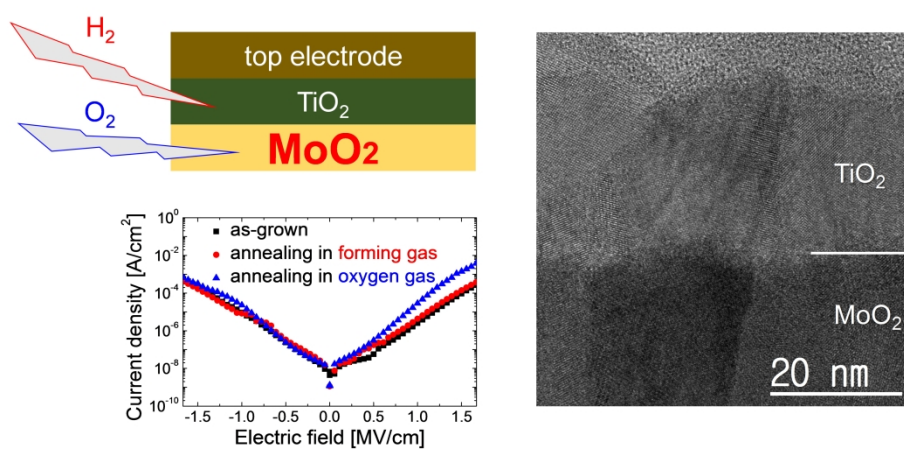 H2
O2
top electrode
TiO2
MoO2
as-grown
annealing in forming gas
annealing in oxygen gas
Current density [A/cm²]
10⁰
10⁻²
10⁻⁴
10⁻⁶
10⁻⁸
10⁻¹⁰
-1.5 -1.0 -0.5 0.0 0.5 1.0 1.5
Electric field [MV/cm]
TiO2
MoO2
20 nm